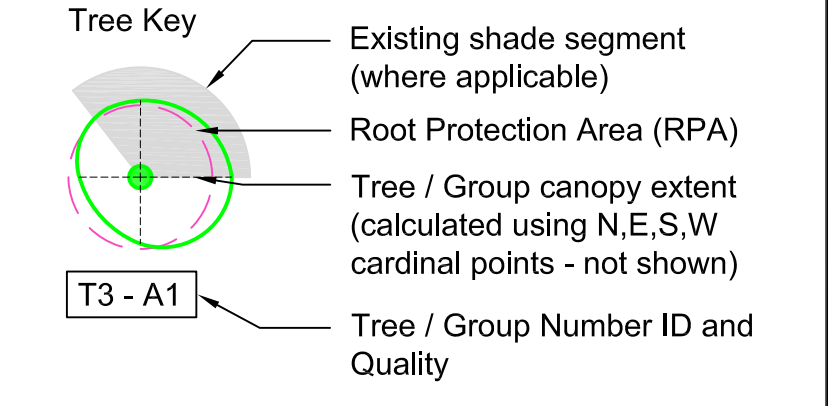 Tree Key
Existing shade segment
(where applicable)
Root Protection Area (RPA)
Tree / Group canopy extent
(calculated using N,E,S,W
cardinal points - not shown)
T3 - A1
Tree / Group Number ID and
Quality